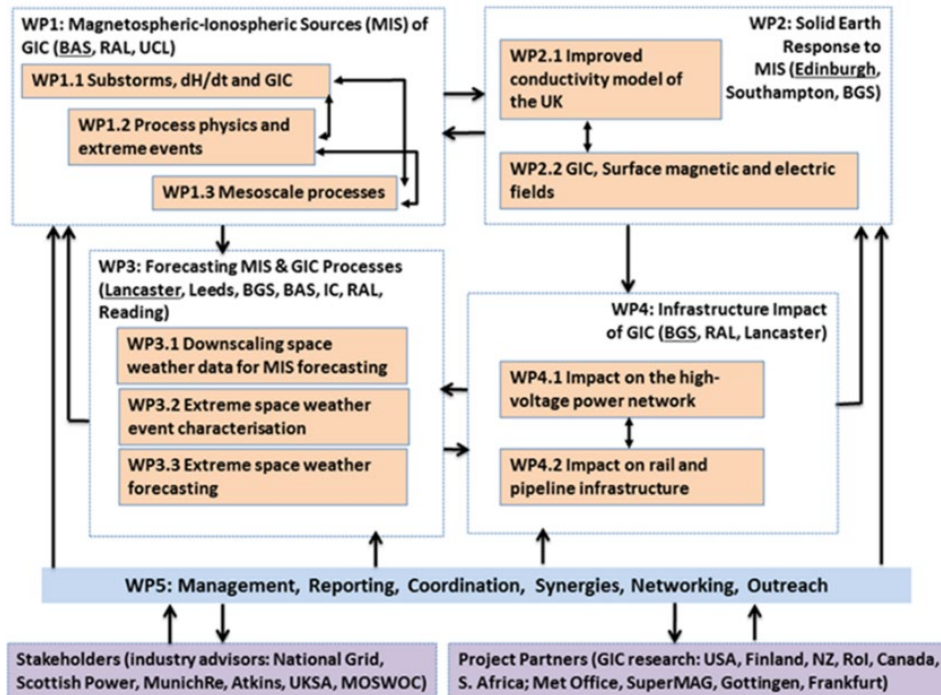 WP1: Magnetospheric-Ionospheric Sources (MIS) of
GIC (BAS, RAL, UCL)
WP1.1 Substorms, dH/dt and GIC
WP1.2 Process physics and
extreme events
WP1.3 Mesoscale processes
WP2: Solid Earth
Response to
MIS (Edinburgh,
Southampton, BGS)
WP2.1 Improved
conductivity model of
the UK
WP2.2 GIC, Surface magnetic and electric
fields
WP3: Forecasting MIS & GIC Processes
(Lancaster, Leeds, BGS, BAS, IC, RAL,
Reading)
WP3.1 Downscaling space
weather data for MIS forecasting
WP3.2 Extreme space weather
event characterisation
WP3.3 Extreme space weather
forecasting
WP4: Infrastructure Impact
of GIC (BGS, RAL, Lancaster)
WP4.1 Impact on the high-
voltage power network
WP4.2 Impact on rail and
pipeline infrastructure
WP5: Management, Reporting, Coordination, Synergies, Networking, Outreach
Stakeholders (industry advisors: National Grid,
Scottish Power, MunichRe, Atkins, UKSA, MOSWOC)
Project Partners (GIC research: USA, Finland, NZ, RoI, Canada,
S. Africa; Met Office, SuperMAG, Gottingen, Frankfurt)